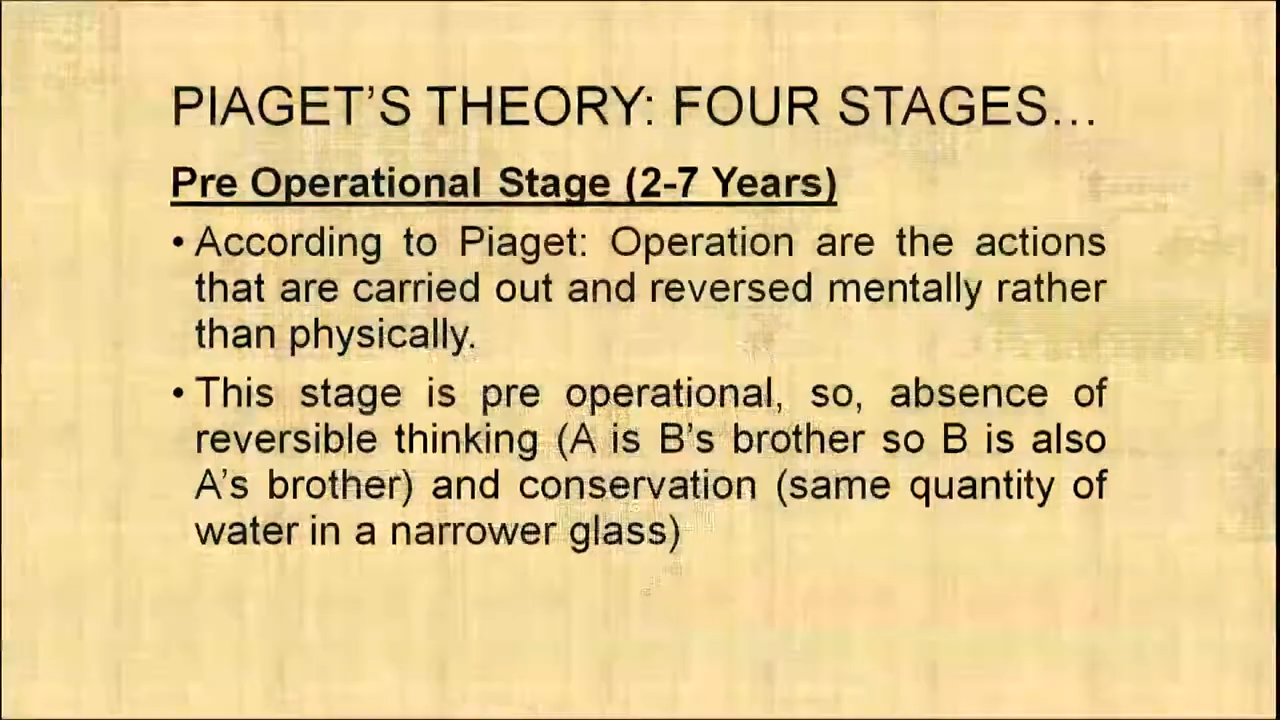 PIAGET’S THEORY: FOUR STAGES…
Pre Operational Stage (2-7 Years)
• According to Piaget: Operation are the actions
that are carried out and reversed mentally rather
than physically.
• This stage is pre operational, so, absence of
reversible thinking (A is B’s brother so B is also
A’s brother) and conservation (same quantity of
water in a narrower glass)